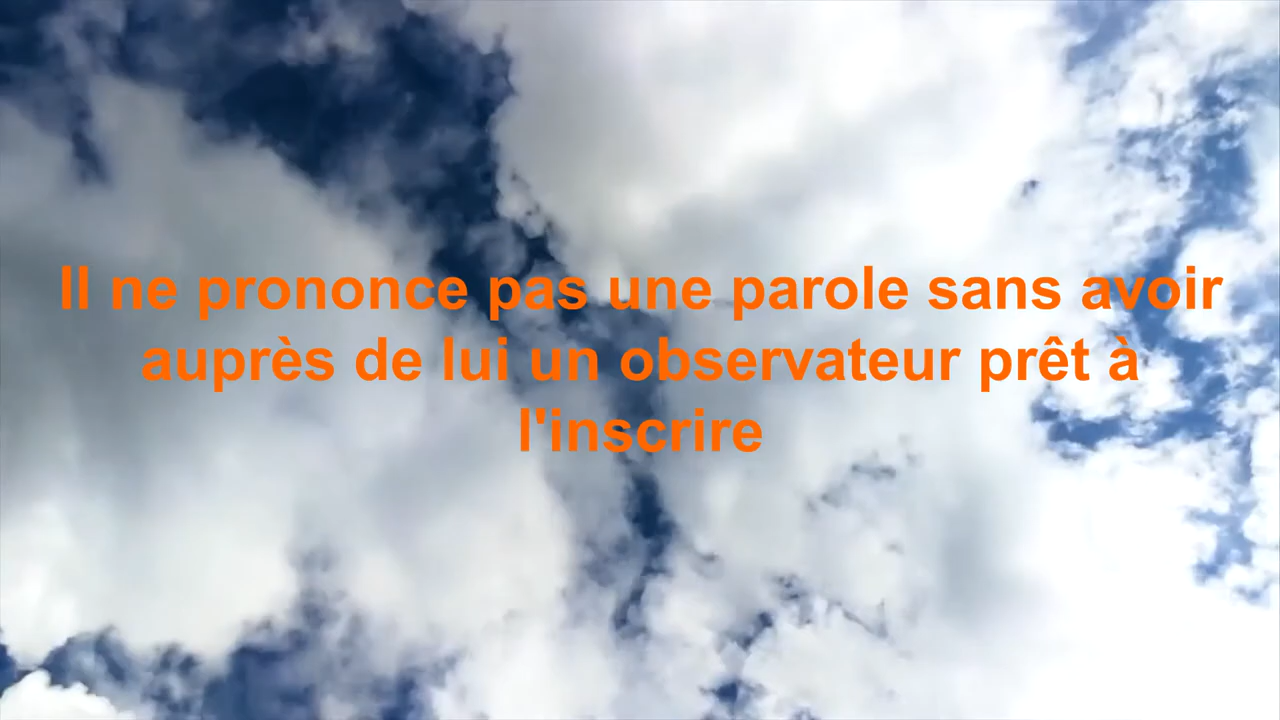 Il ne prononce pas une parole sans avoir
auprès de lui un observateur prêt à
l'inscrire